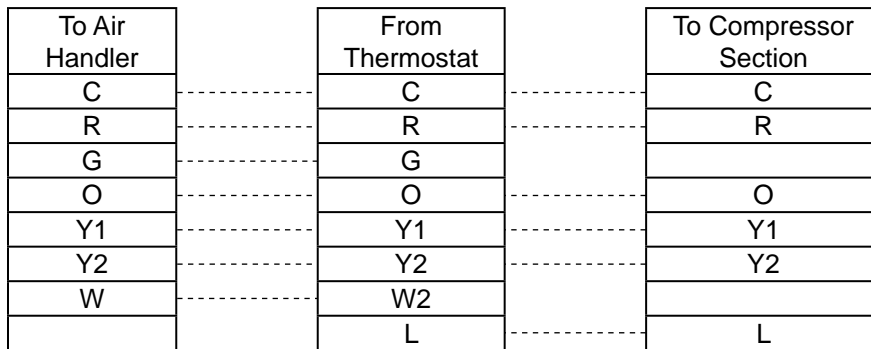 To Air Handler From Thermostat To Compressor Section
C C C
R R R
G G
O O O
Y1 Y1 Y1
Y2 Y2 Y2
W W2
L L